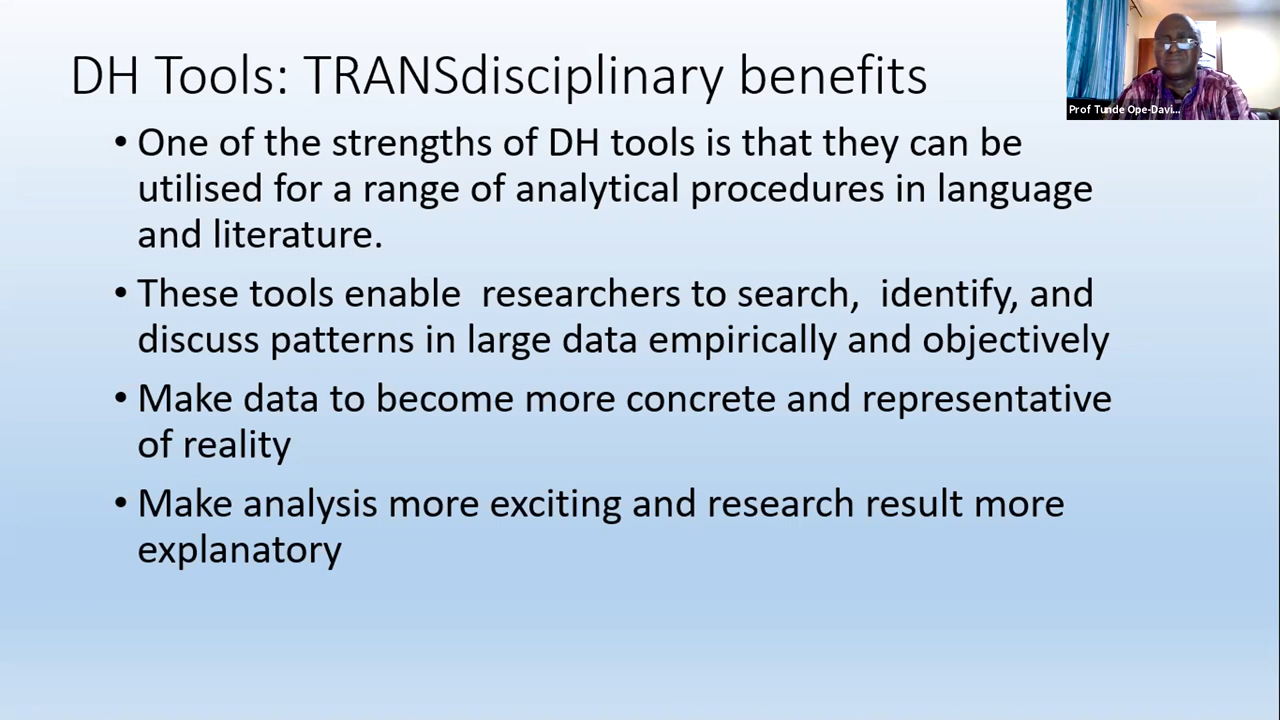 DH Tools: TRANSdisciplinary benefits
Prof Tunde Ope-Davi...
• One of the strengths of DH tools is that they can be
utilised for a range of analytical procedures in language
and literature.
• These tools enable  researchers to search,  identify, and
discuss patterns in large data empirically and objectively
• Make data to become more concrete and representative
of reality
• Make analysis more exciting and research result more
explanatory